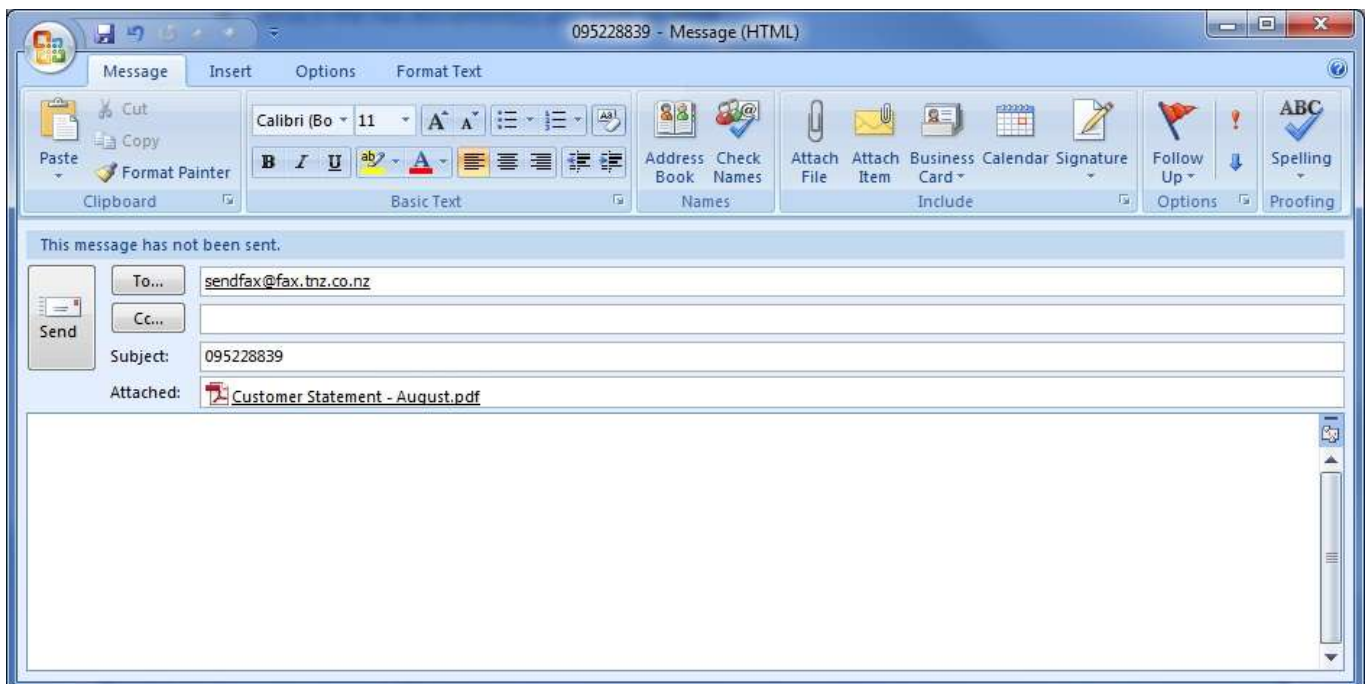 095228839 - Message (HTML)
Message Insert Options Format Text
Cut
Copy
Paste
Format Painter
Clipboard
Calibri (Bo 11 A A Aa
B I U ab A
Basic Text
Address Book Check Names
Names
Attach File Attach Item Business Card Calendar Signature
Include
Follow Up
Options
ABC
Spelling
Proofing
This message has not been sent.
Send
To... sendfax@fax.tnz.co.nz
Cc...
Subject: 095228839
Attached: Customer Statement - August.pdf